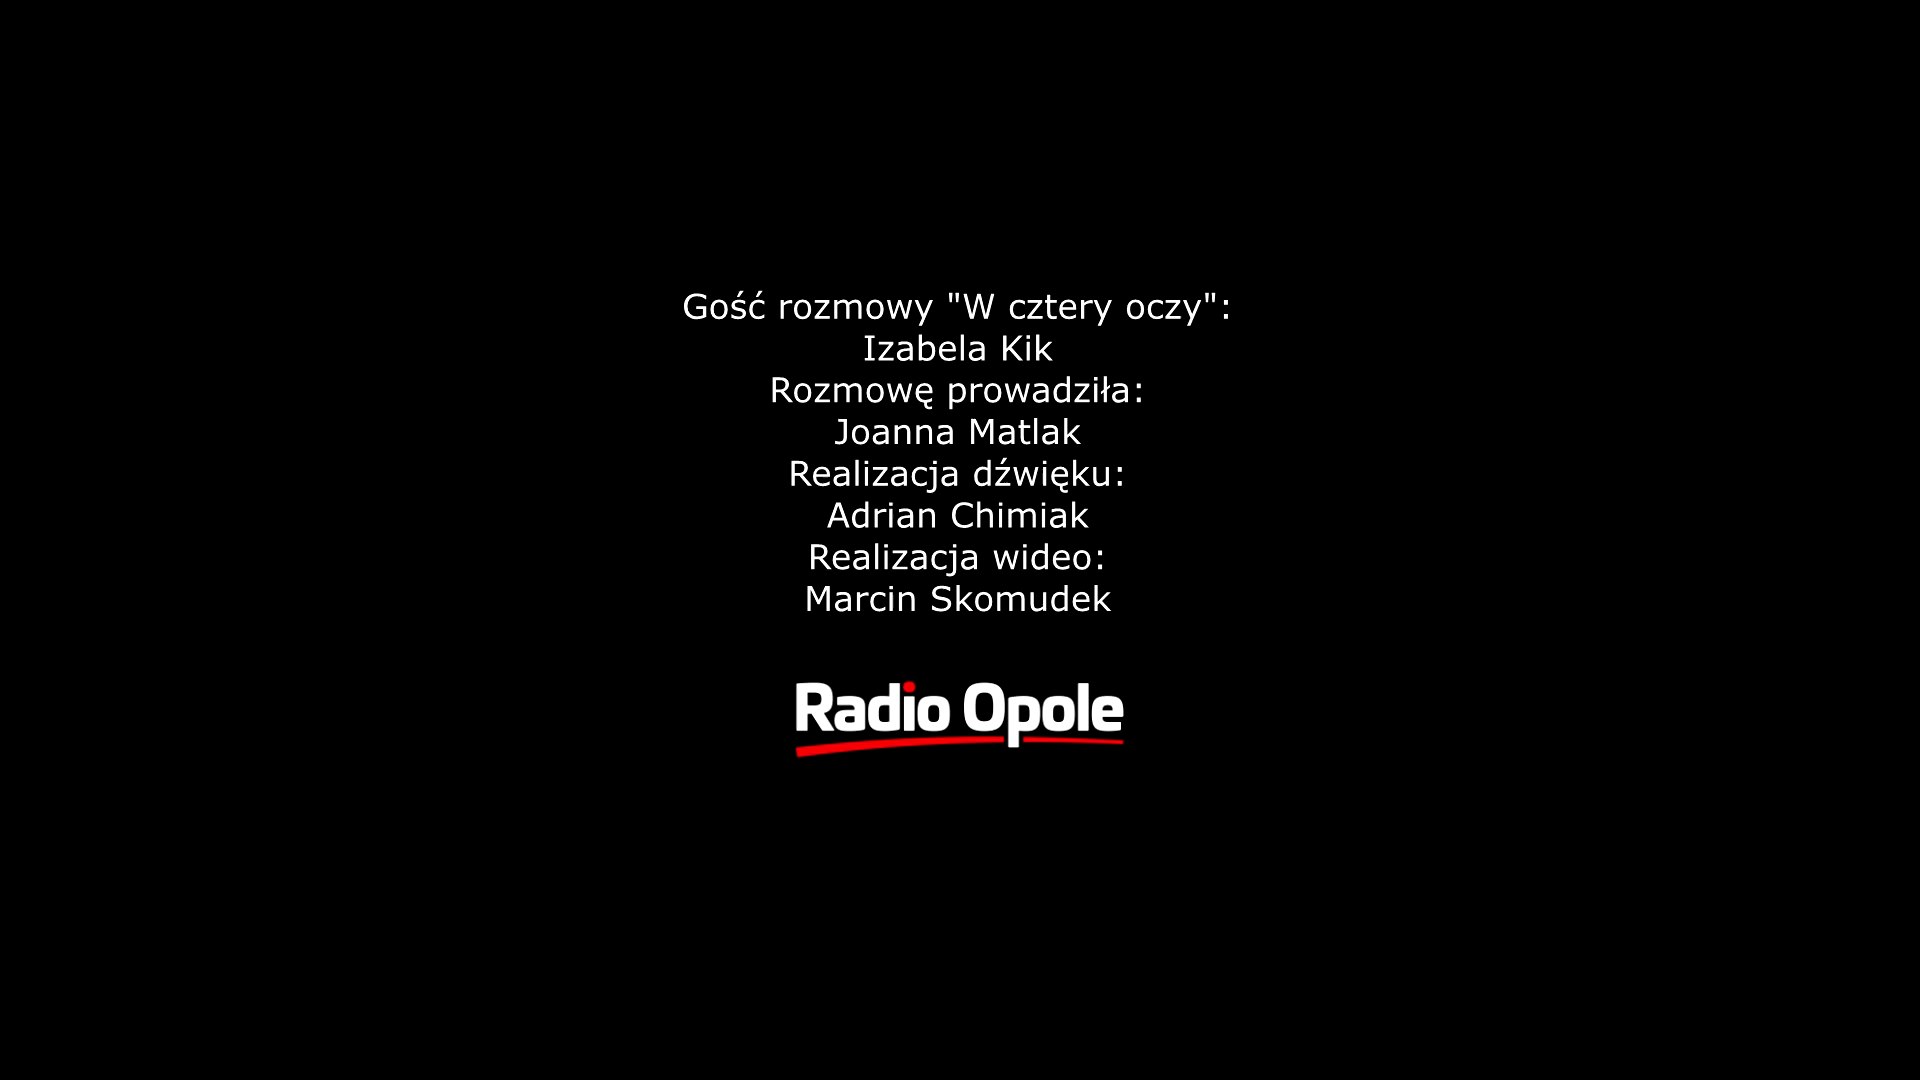 Gość rozmowy "W cztery oczy":
Izabela Kik
Rozmowę prowadziła:
Joanna Matlak
Realizacja dźwięku:
Adrian Chimiak
Realizacja wideo:
Marcin Skomudek
Radio Opole